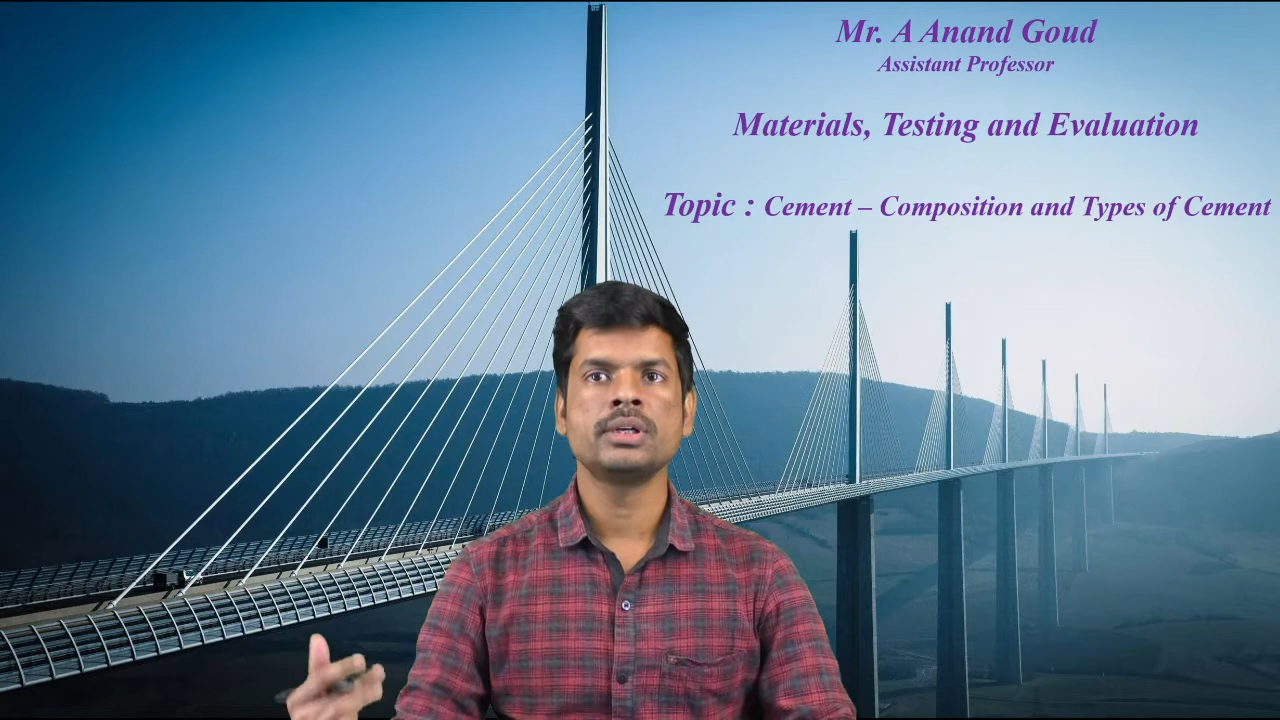 Mr. A Anand Goud
Assistant Professor
Materials, Testing and Evaluation
Topic : Cement – Composition and Types of Cement